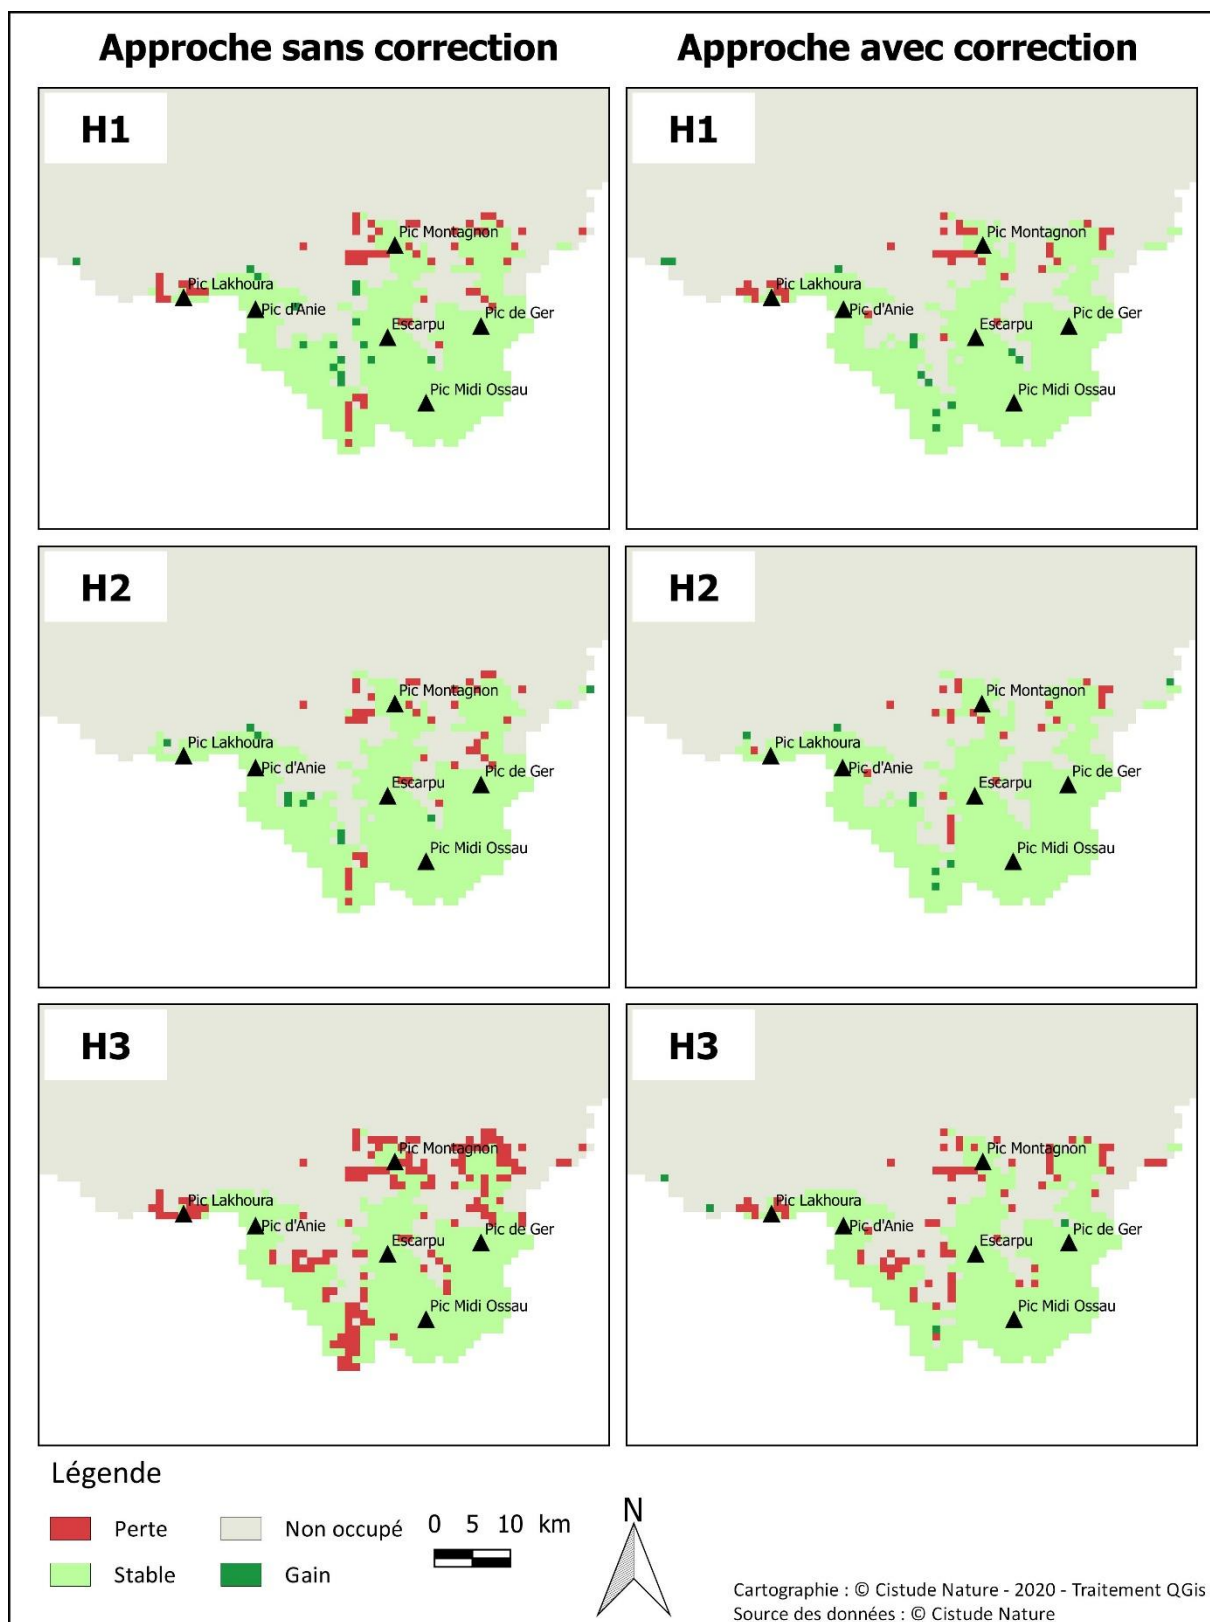 Approche sans correction
Approche avec correction
H1
Pic Montagnon
Pic Lakhoura
Pic d'Anie
Escarpu
Pic de Ger
Pic Midi Ossau
H1
Pic Montagnon
Pic Lakhoura
Pic d'Anie
Escarpu
Pic de Ger
Pic Midi Ossau
H2
Pic Montagnon
Pic Lakhoura
Pic d'Anie
Escarpu
Pic de Ger
Pic Midi Ossau
H2
Pic Montagnon
Pic Lakhoura
Pic d'Anie
Escarpu
Pic de Ger
Pic Midi Ossau
H3
Pic Montagnon
Pic Lakhoura
Pic d'Anie
Escarpu
Pic de Ger
Pic Midi Ossau
H3
Pic Montagnon
Pic Lakhoura
Pic d'Anie
Escarpu
Pic de Ger
Pic Midi Ossau
Légende
Perte
Non occupé
Stable
Gain
0 5 10 km
N
Cartographie : © Cistude Nature - 2020 - Traitement QGis
Source des données : © Cistude Nature